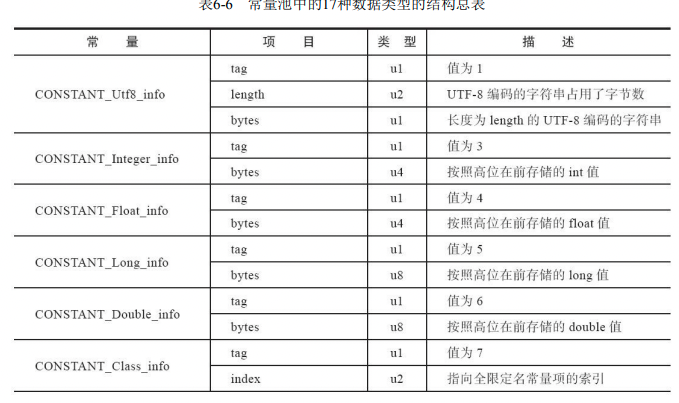 表6-6 常量池中的17种数据类型的结构总表
常 量 项 目 类 型 描 述
CONSTANT_Utf8_info tag u1 值为 1
length u2 UTF-8 编码的字符串占用了字节数
bytes u1 长度为 length 的 UTF-8 编码的字符串
CONSTANT_Integer_info tag u1 值为 3
bytes u4 按照高位在前存储的 int 值
CONSTANT_Float_info tag u1 值为 4
bytes u4 按照高位在前存储的 float 值
CONSTANT_Long_info tag u1 值为 5
bytes u8 按照高位在前存储的 long 值
CONSTANT_Double_info tag u1 值为 6
bytes u8 按照高位在前存储的 double 值
CONSTANT_Class_info tag u1 值为 7
index u2 指向全限定名常量项的索引